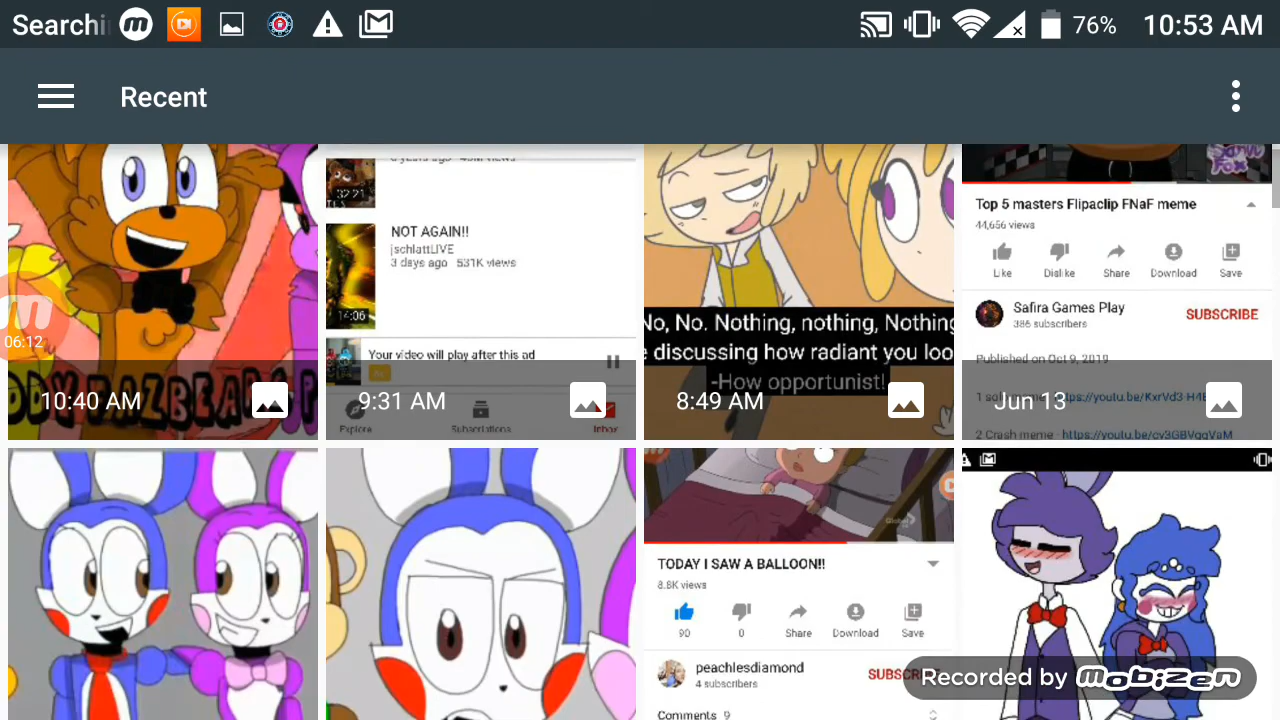 Searchi
76%
10:53 AM
Recent
06:12
10:40 AM
32:21
NOT AGAIN!!
jschlattLIVE
3 days ago · 531K views
14:06
Your video will play after this ad
Explore
Subscriptions
Inbox
9:31 AM
No, No. Nothing, nothing, Nothing
discussing how radiant you loo
-How opportunist!
8:49 AM
Top 5 masters Flipaclip FNaF meme
44,656 views
Like
Dislike
Share
Download
Save
Safira Games Play
386 subscribers
SUBSCRIBE
Published on Oct 9, 2019
Jun 13
2 Crash meme - https://youtu.be/cv3GBVggVaM
TODAY I SAW A BALLOON!!
8.8K views
90
0
Share
Download
Save
peachlesdiamond
4 subscribers
SUBSC
Comments 9
Recorded by mobizen